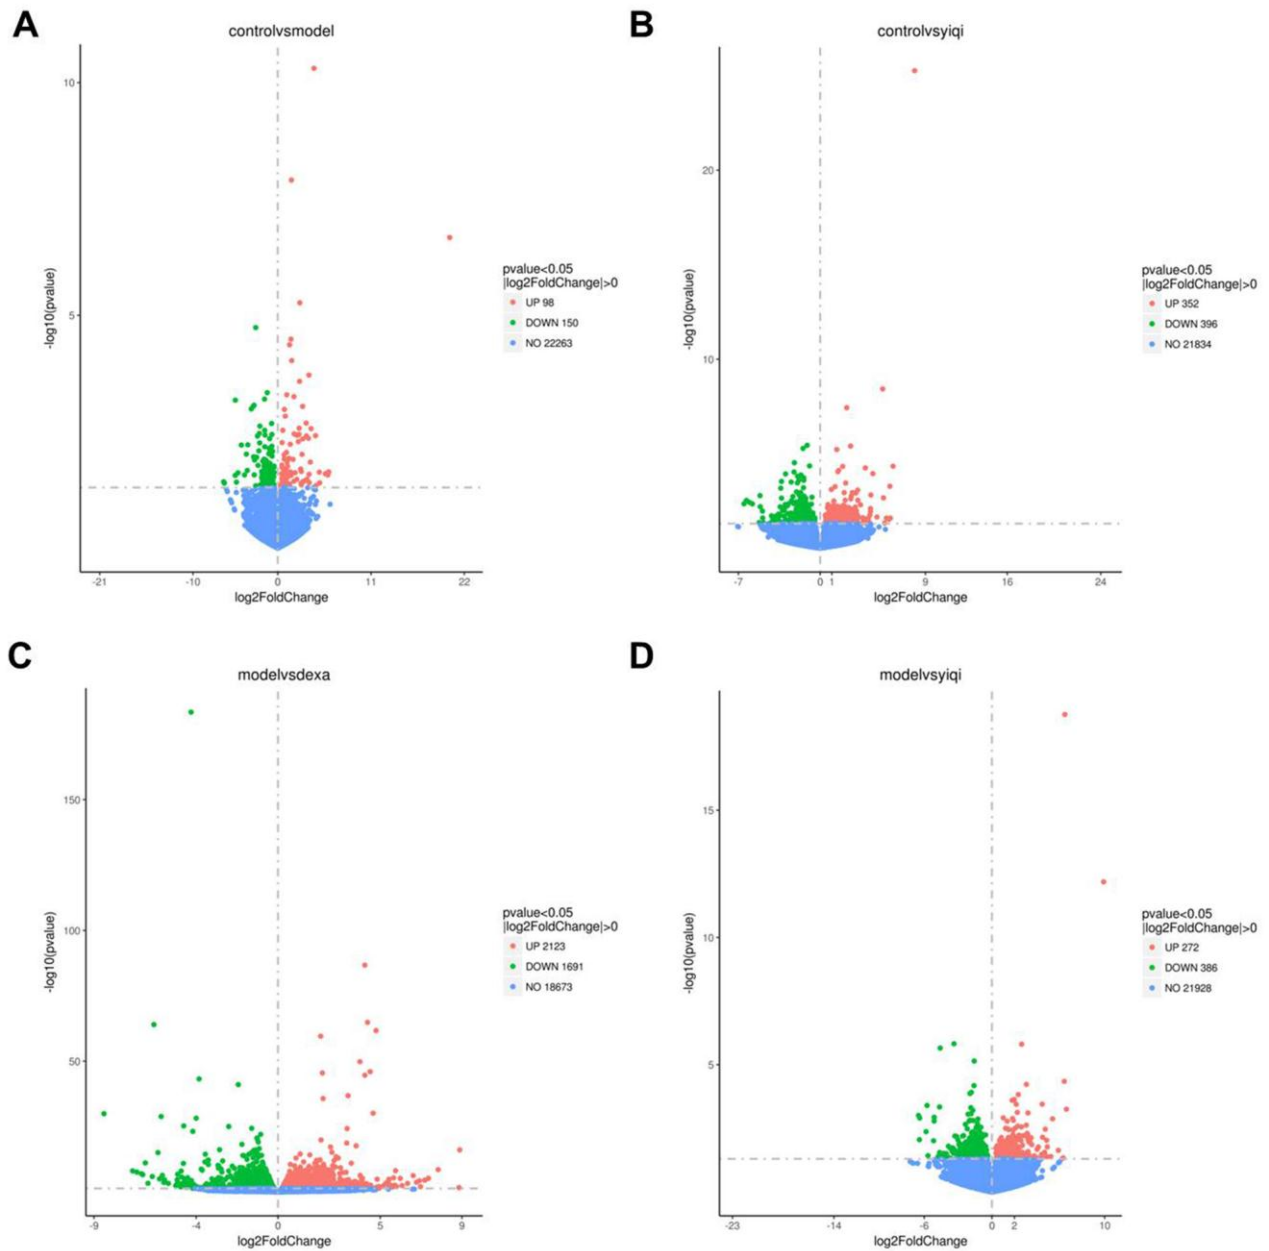 A
controlvsmodel
10
5
-log10(pvalue)
-21
-10
0
11
22
log2FoldChange
pvalue<0.05
|log2FoldChange|>0
UP 98
DOWN 150
NO 22263
B
controlvsyiqi
20
10
-log10(pvalue)
-7
0
1
9
16
24
log2FoldChange
pvalue<0.05
|log2FoldChange|>0
UP 352
DOWN 396
NO 21834
C
modelvsdexa
150
100
50
-log10(pvalue)
-9
-4
0
5
9
log2FoldChange
pvalue<0.05
|log2FoldChange|>0
UP 2123
DOWN 1691
NO 18673
D
modelvsyiqi
15
10
5
-log10(pvalue)
-23
-14
-6
0
2
10
log2FoldChange
pvalue<0.05
|log2FoldChange|>0
UP 272
DOWN 386
NO 21928